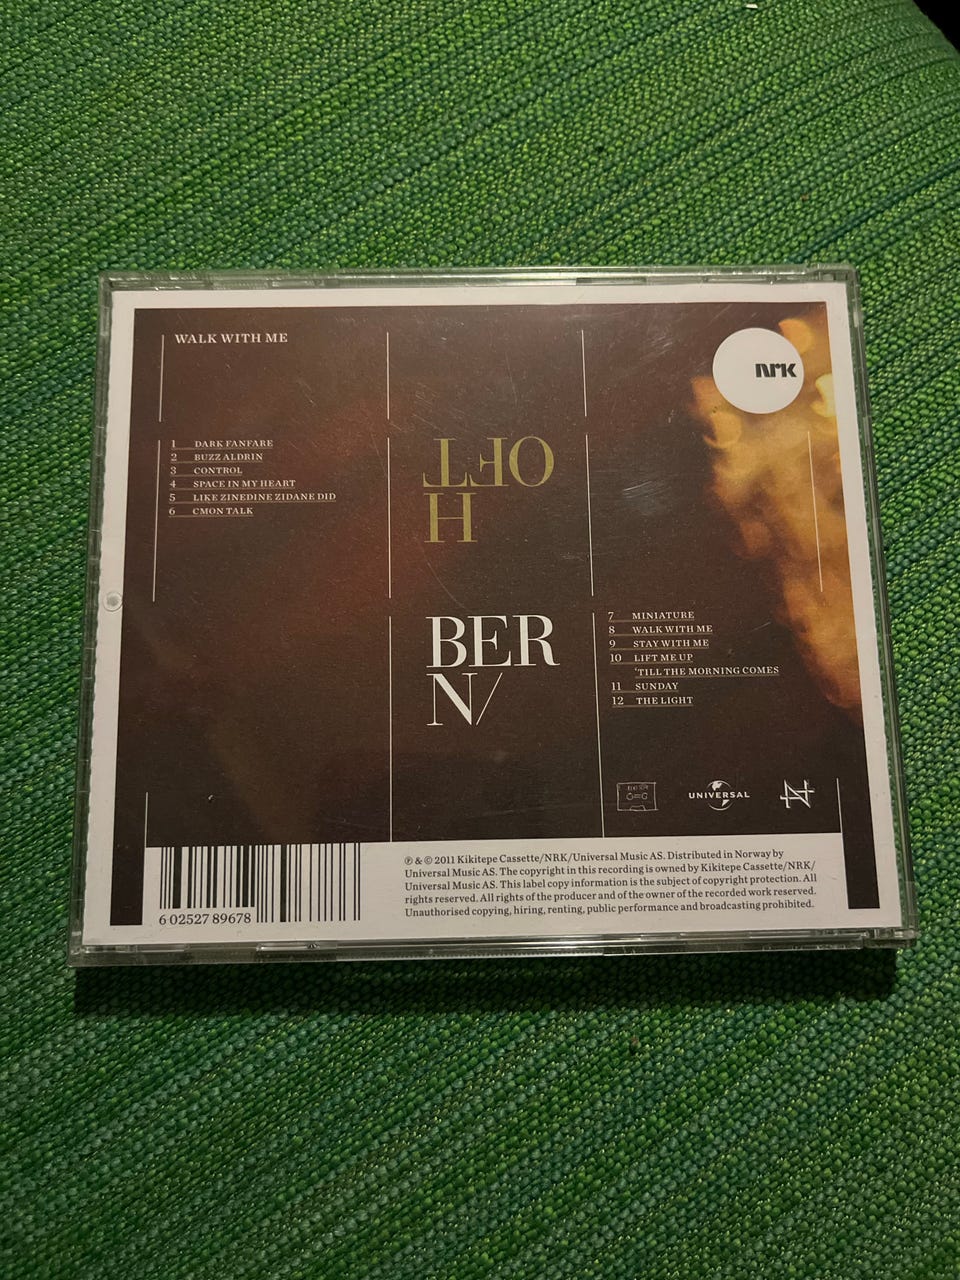 WALK WITH ME
nrk
1 DARK FANFARE
2 BUZZ ALDRIN
3 CONTROL
4 SPACE IN MY HEART
5 LIKE ZINEDINE ZIDANE DID
6 CMON TALK
HOFT
BER
N/
7 MINIATURE
8 WALK WITH ME
9 STAY WITH ME
10 LIFT ME UP
'TILL THE MORNING COMES
11 SUNDAY
12 THE LIGHT
UNIVERSAL
6 02527 89678
℗ & © 2011 Kikitepe Cassette/NRK/Universal Music AS. Distributed in Norway by
Universal Music AS. The copyright in this recording is owned by Kikitepe Cassette/NRK/
Universal Music AS. This label copy information is the subject of copyright protection. All
rights reserved. All rights of the producer and of the owner of the recorded work reserved.
Unauthorised copying, hiring, renting, public performance and broadcasting prohibited.